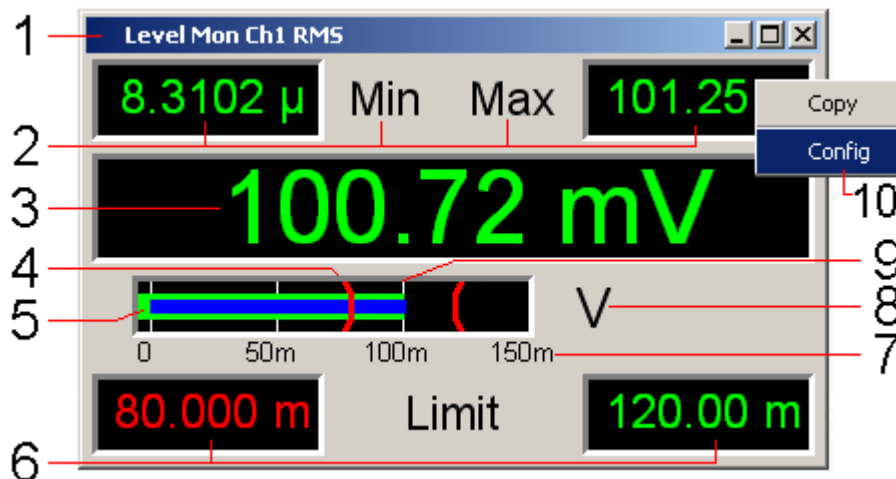 1 Level Mon Ch1 RMS
8.3102 µ Min Max 101.25
Copy
Config
2
10
3 100.72 mV
4
9
5
V 8
0 50m 100m 150m 7
80.000 m Limit 120.00 m
6